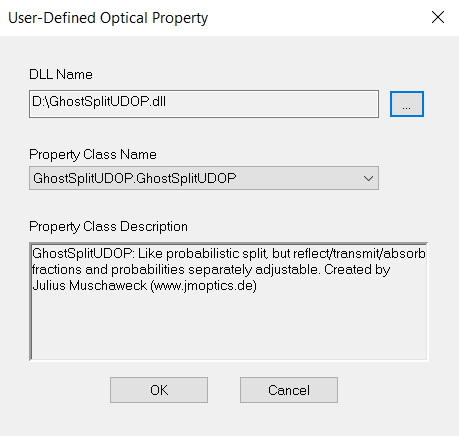 User-Defined Optical Property
DLL Name
D:\GhostSplitUDOP.dll
...
Property Class Name
GhostSplitUDOP.GhostSplitUDOP
Property Class Description
GhostSplitUDOP: Like probabilistic split, but reflect/transmit/absorb
fractions and probabilities separately adjustable. Created by
Julius Muschaweck (www.jmoptics.de)
OK
Cancel